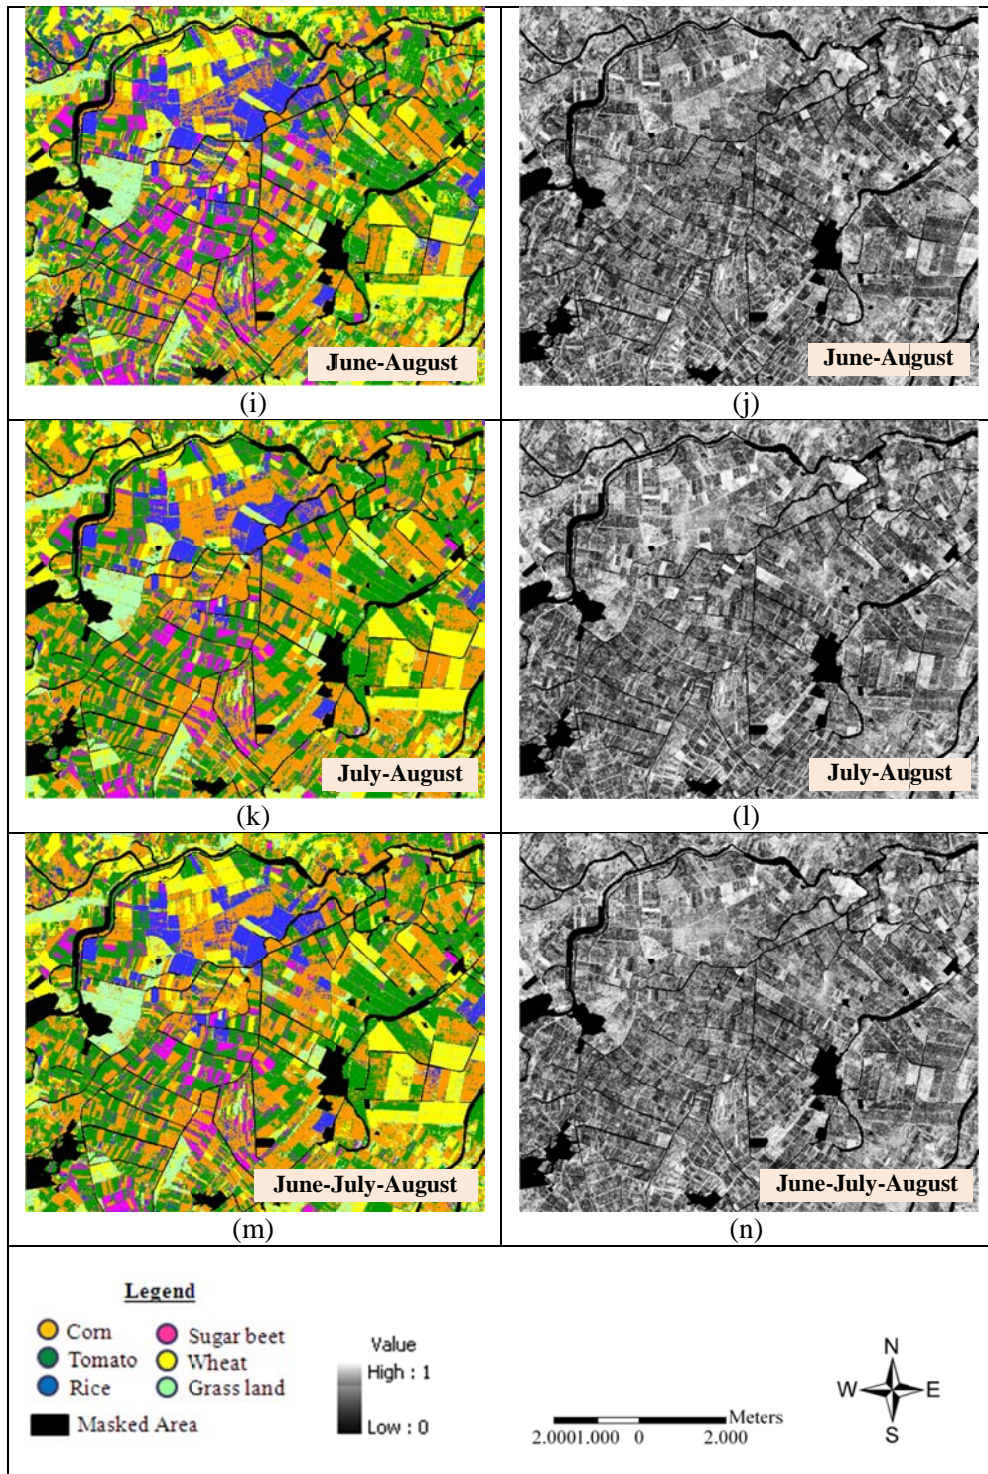 June-August
June-August
(i)
(j)
July-August
July-August
(k)
(l)
June-July-August
June-July-August
(m)
(n)
Legend
Corn
Sugar beet
Tomato
Wheat
Rice
Grass land
Masked Area
Value
High : 1
Low : 0
Meters
2.0001.000 0 2.000
N
W E
S